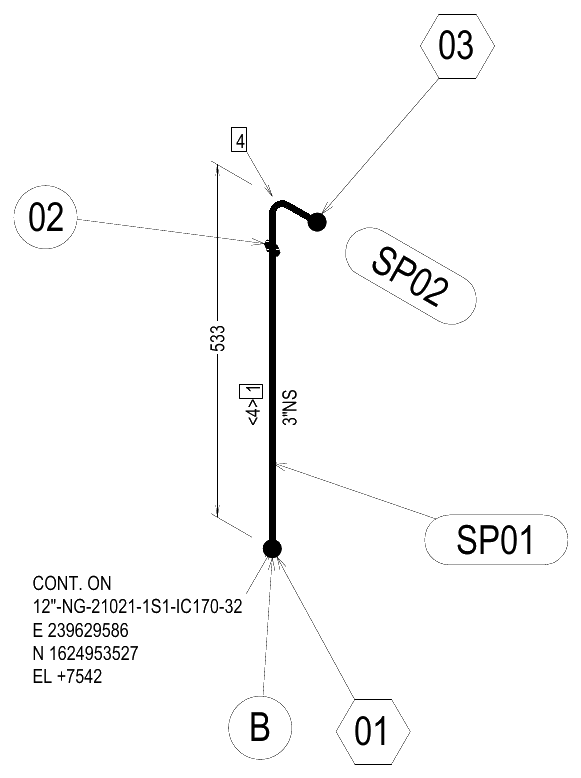 03
4
02
SP02
533
<4> 1
3"NS
SP01
CONT. ON
12"-NG-21021-1S1-IC170-32
E 239629586
N 1624953527
EL +7542
B
01